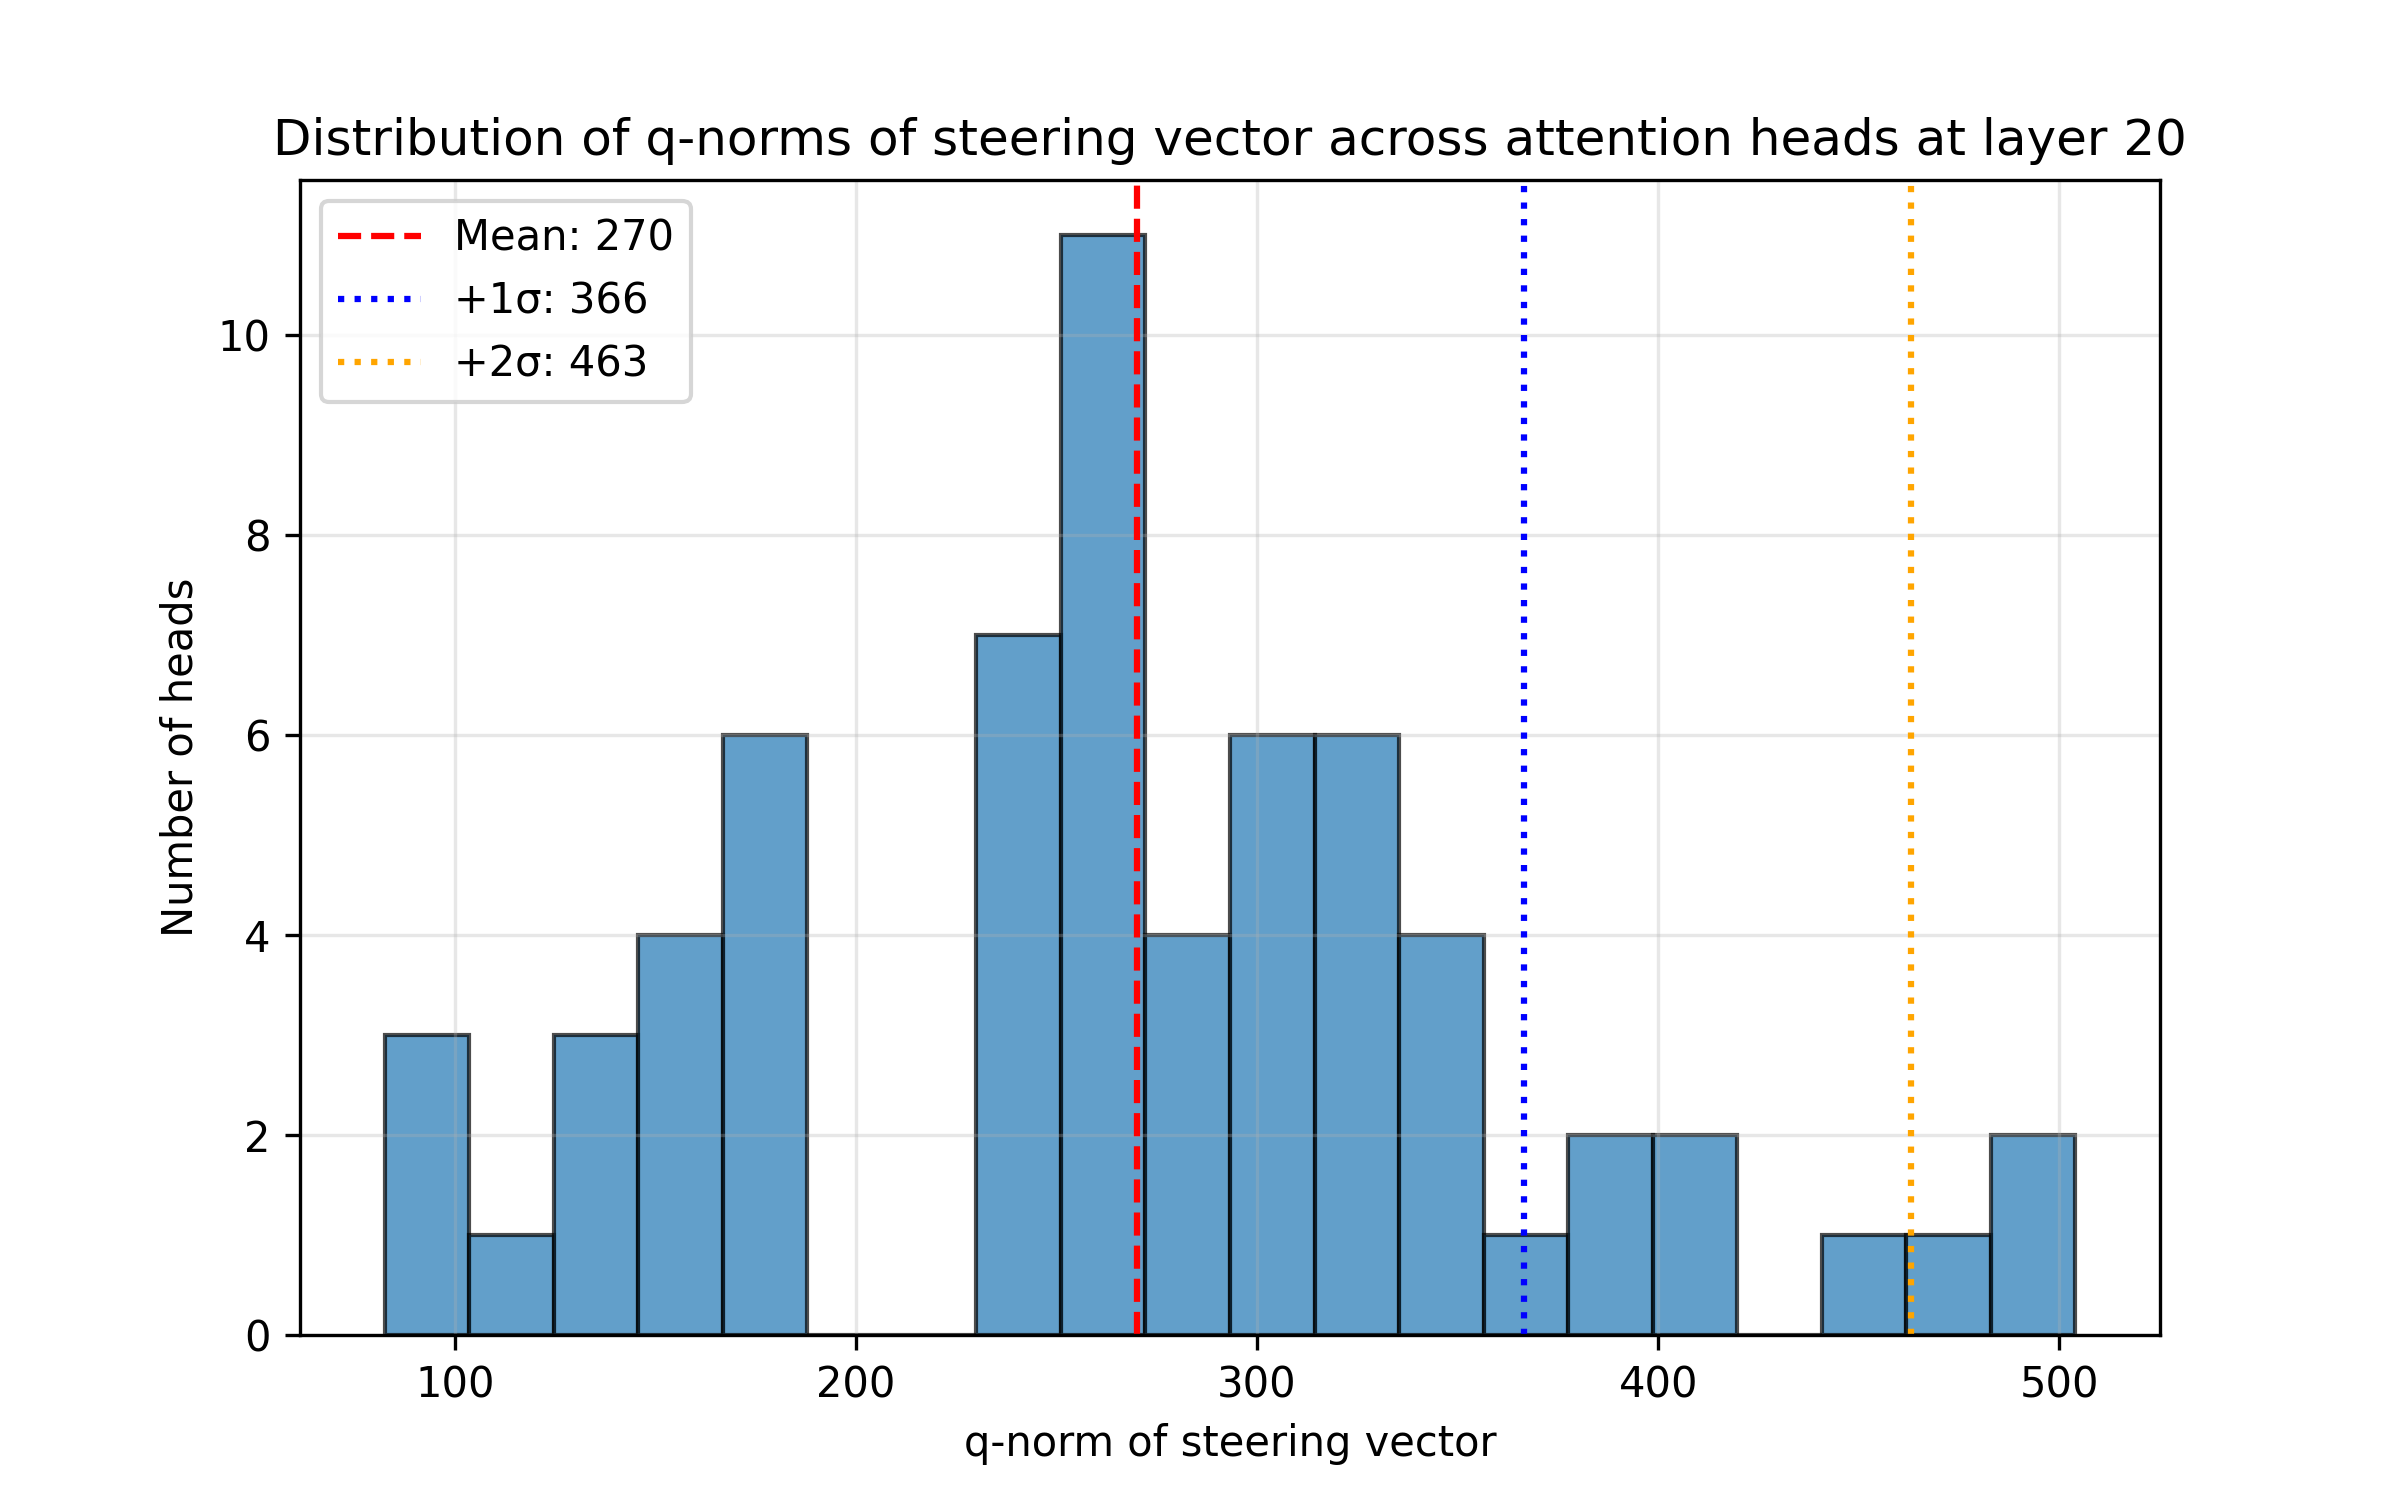 Distribution of q-norms of steering vector across attention heads at layer 20
Mean: 270
+1σ: 366
+2σ: 463
Number of heads
10
8
6
4
2
0
100 200 300 400 500
q-norm of steering vector